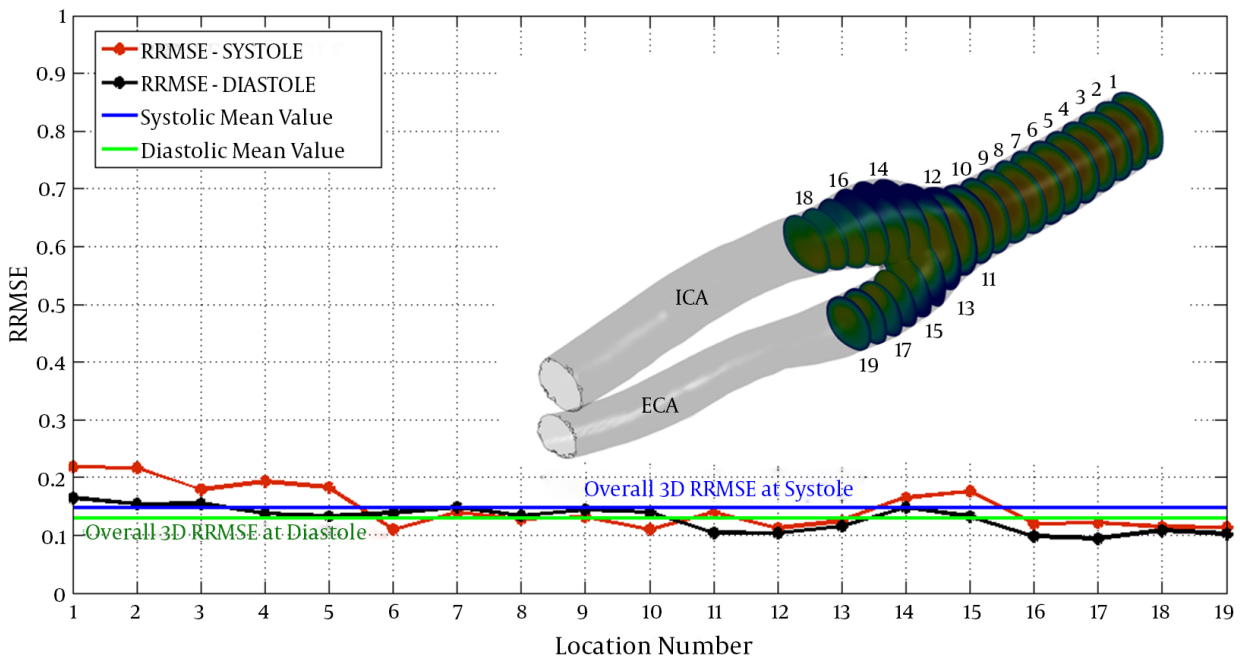 1
0.9
0.8
0.7
0.6
0.5
0.4
0.3
0.2
0.1
0
RRMSE
RRMSE - SYSTOLE
RRMSE - DIASTOLE
Systolic Mean Value
Diastolic Mean Value
1
2
3
4
5
6
7
8
9
10
12
14
16
18
11
13
15
17
19
ICA
ECA
Overall 3D RRMSE at Systole
Overall 3D RRMSE at Diastole
1 2 3 4 5 6 7 8 9 10 11 12 13 14 15 16 17 18 19
Location Number